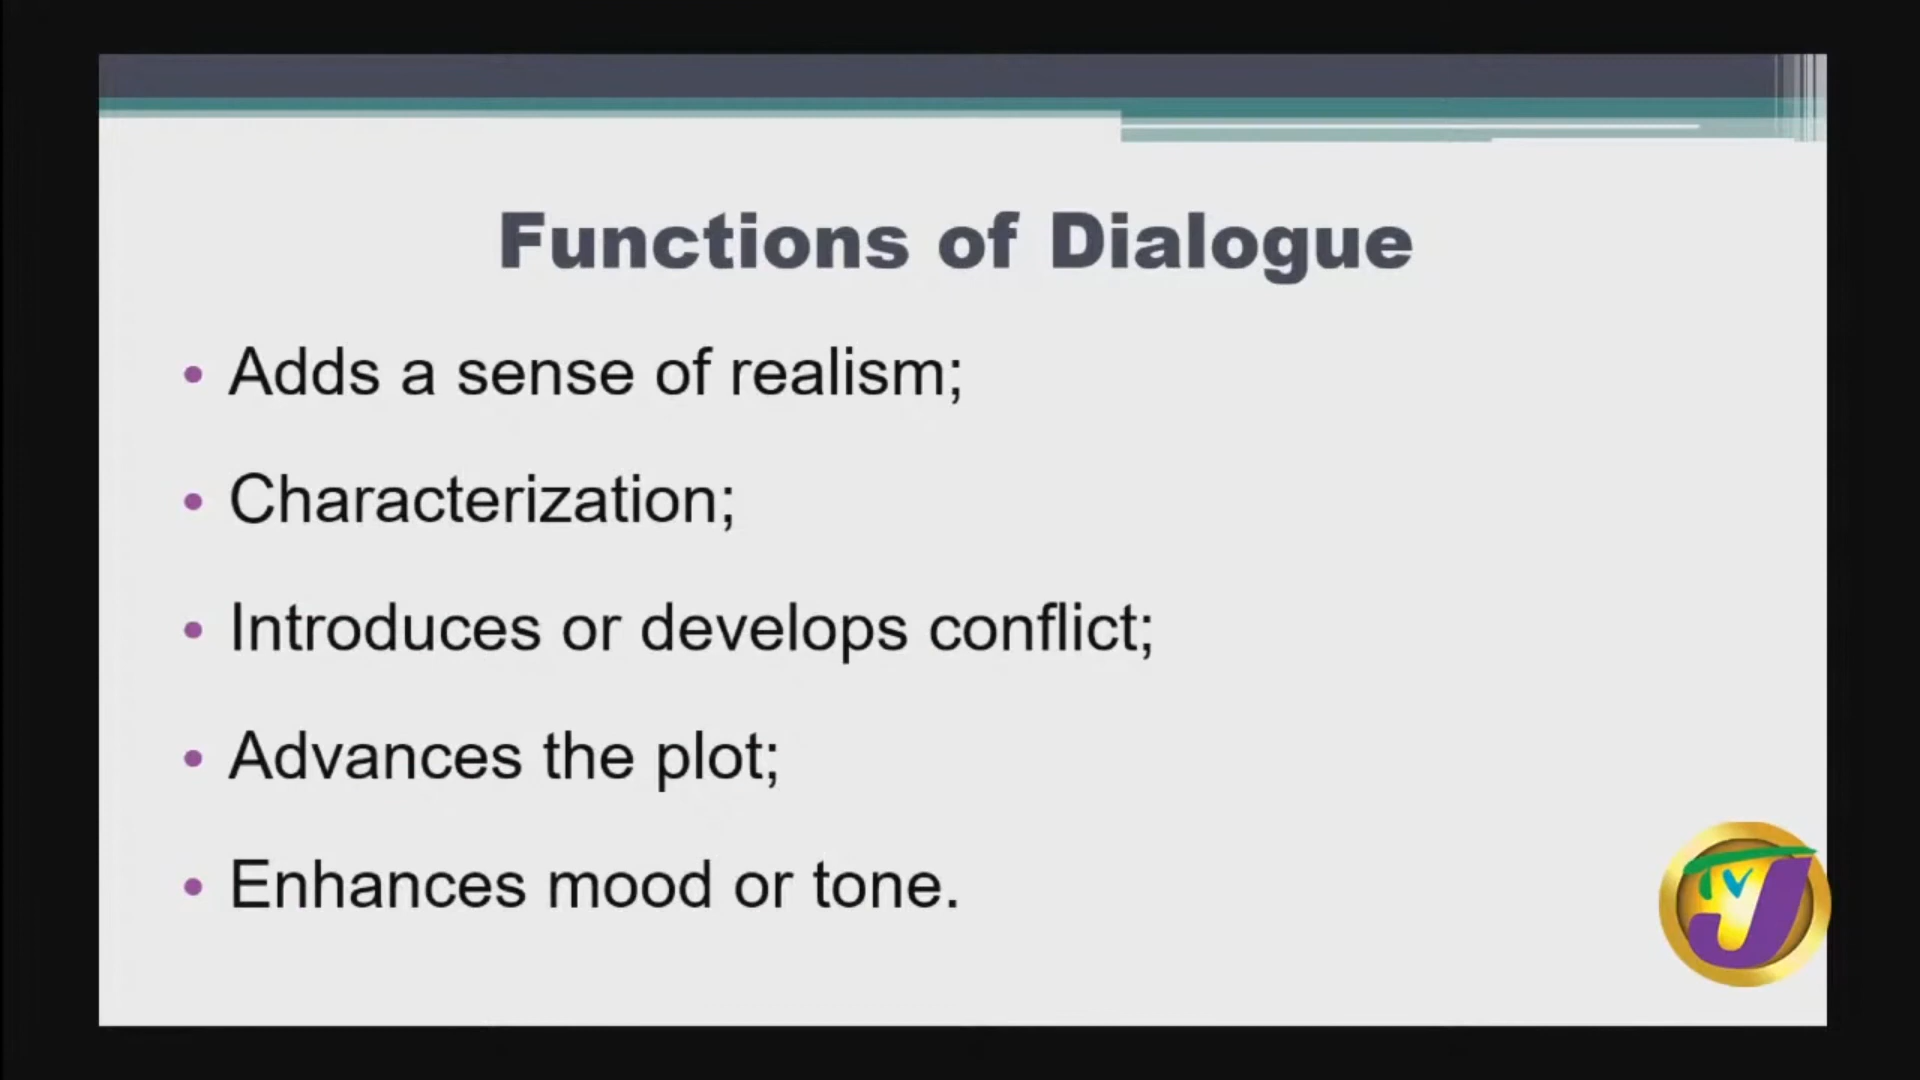 Functions of Dialogue
• Adds a sense of realism;
• Characterization;
• Introduces or develops conflict;
• Advances the plot;
• Enhances mood or tone.
TVJ